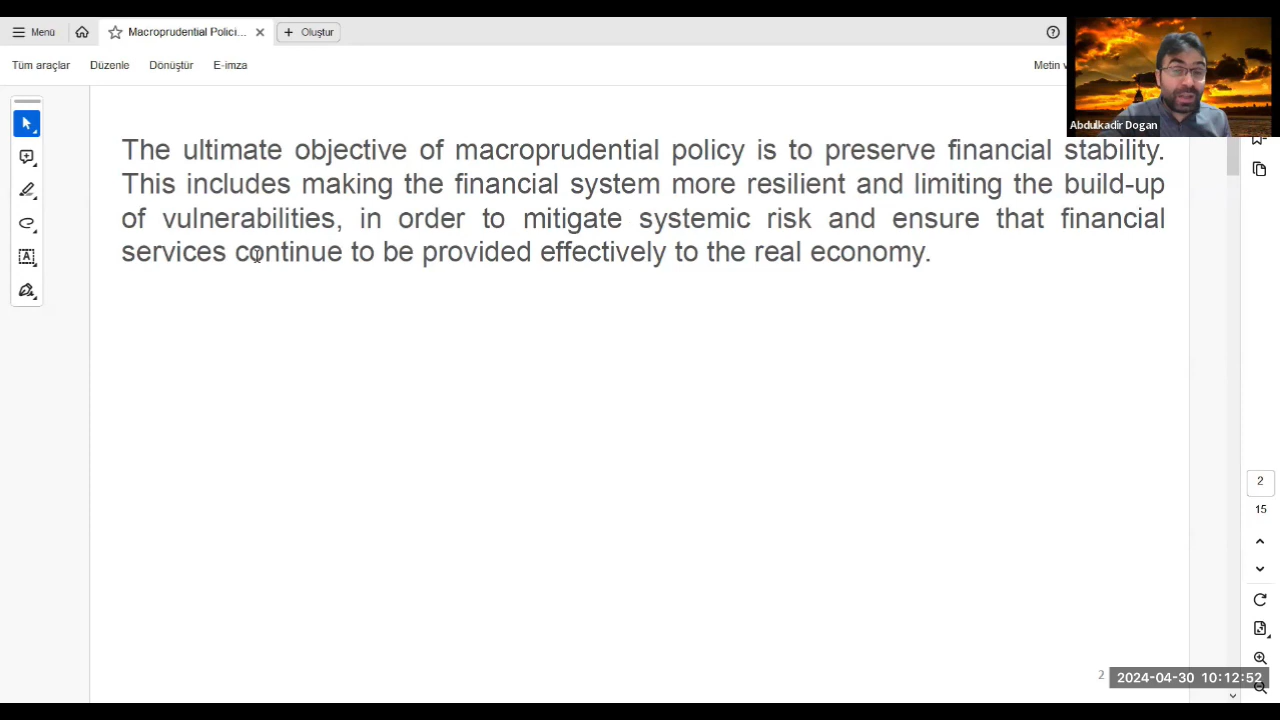 Menü
Macroprudential Polici...
Oluştur
Tüm araçlar
Düzenle
Dönüştür
E-imza
Metin v
Abdulkadir Dogan
The ultimate objective of macroprudential policy is to preserve financial stability.
This includes making the financial system more resilient and limiting the build-up
of vulnerabilities, in order to mitigate systemic risk and ensure that financial
services continue to be provided effectively to the real economy.
2
15
2
2024-04-30 10:12:52